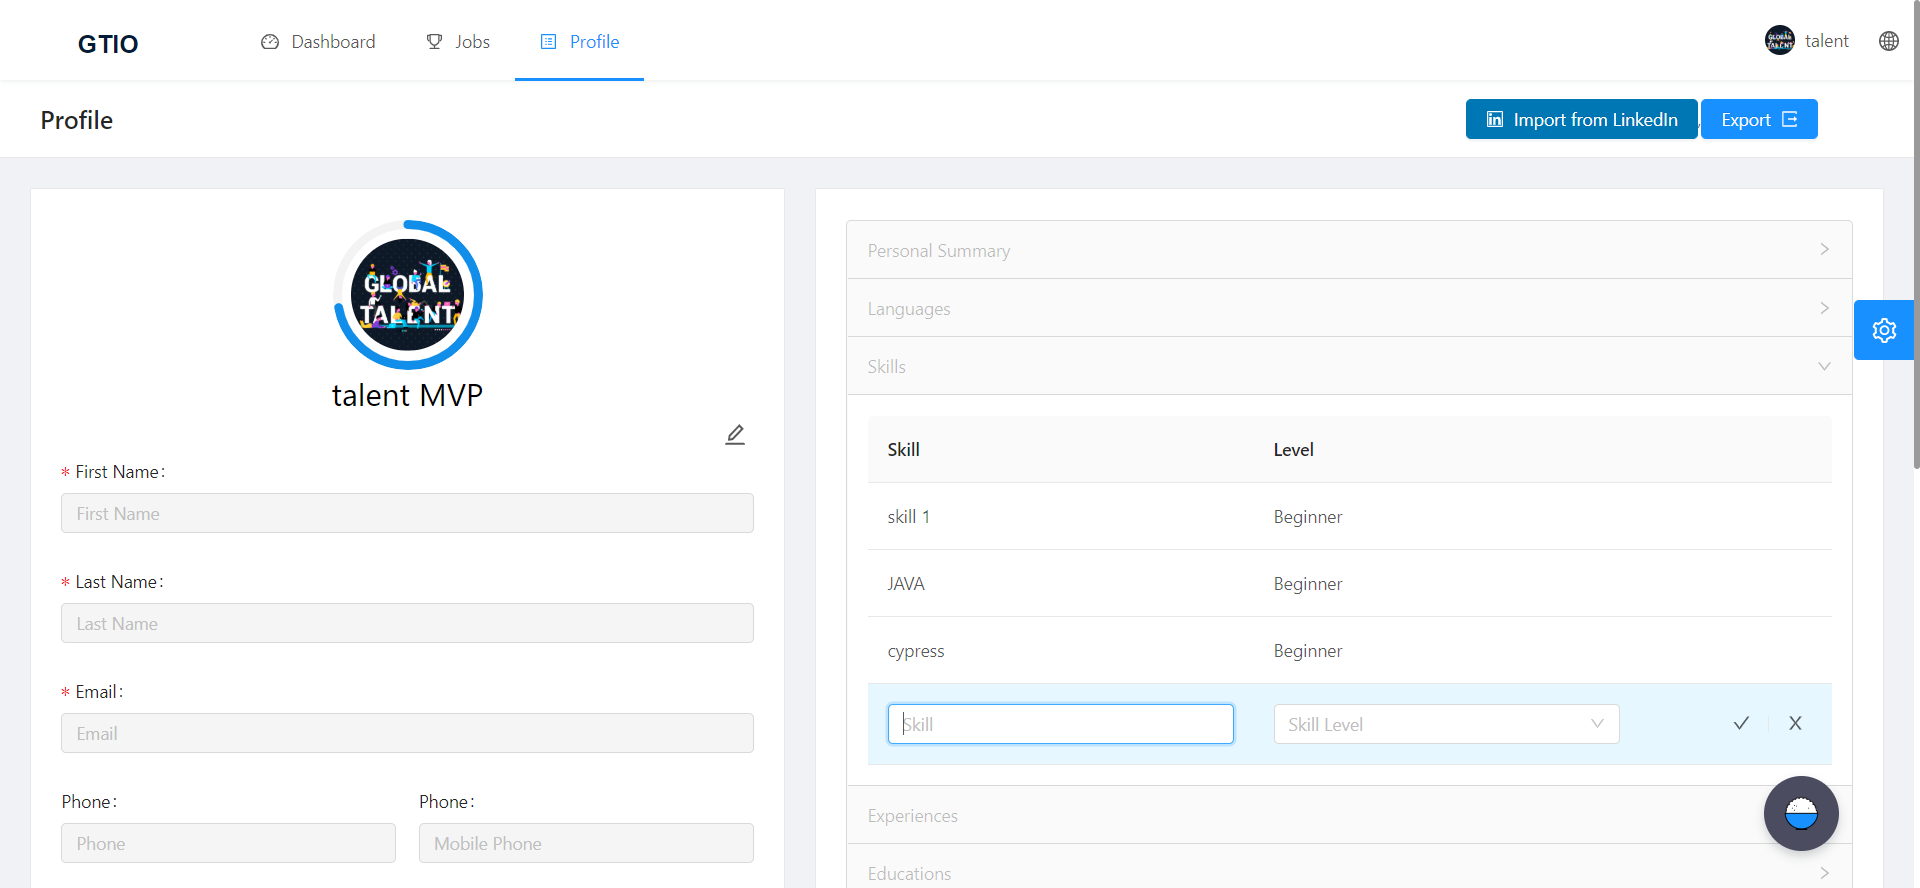 GTIO
Dashboard
Jobs
Profile
talent
Profile
Import from LinkedIn
Export
GLOBAL
TALENT
talent MVP
* First Name:
First Name
* Last Name:
Last Name
* Email:
Email
Phone:
Phone:
Phone
Mobile Phone
Personal Summary
Languages
Skills
Skill
Level
skill 1
Beginner
JAVA
Beginner
cypress
Beginner
Skill
Skill Level
Experiences
Educations